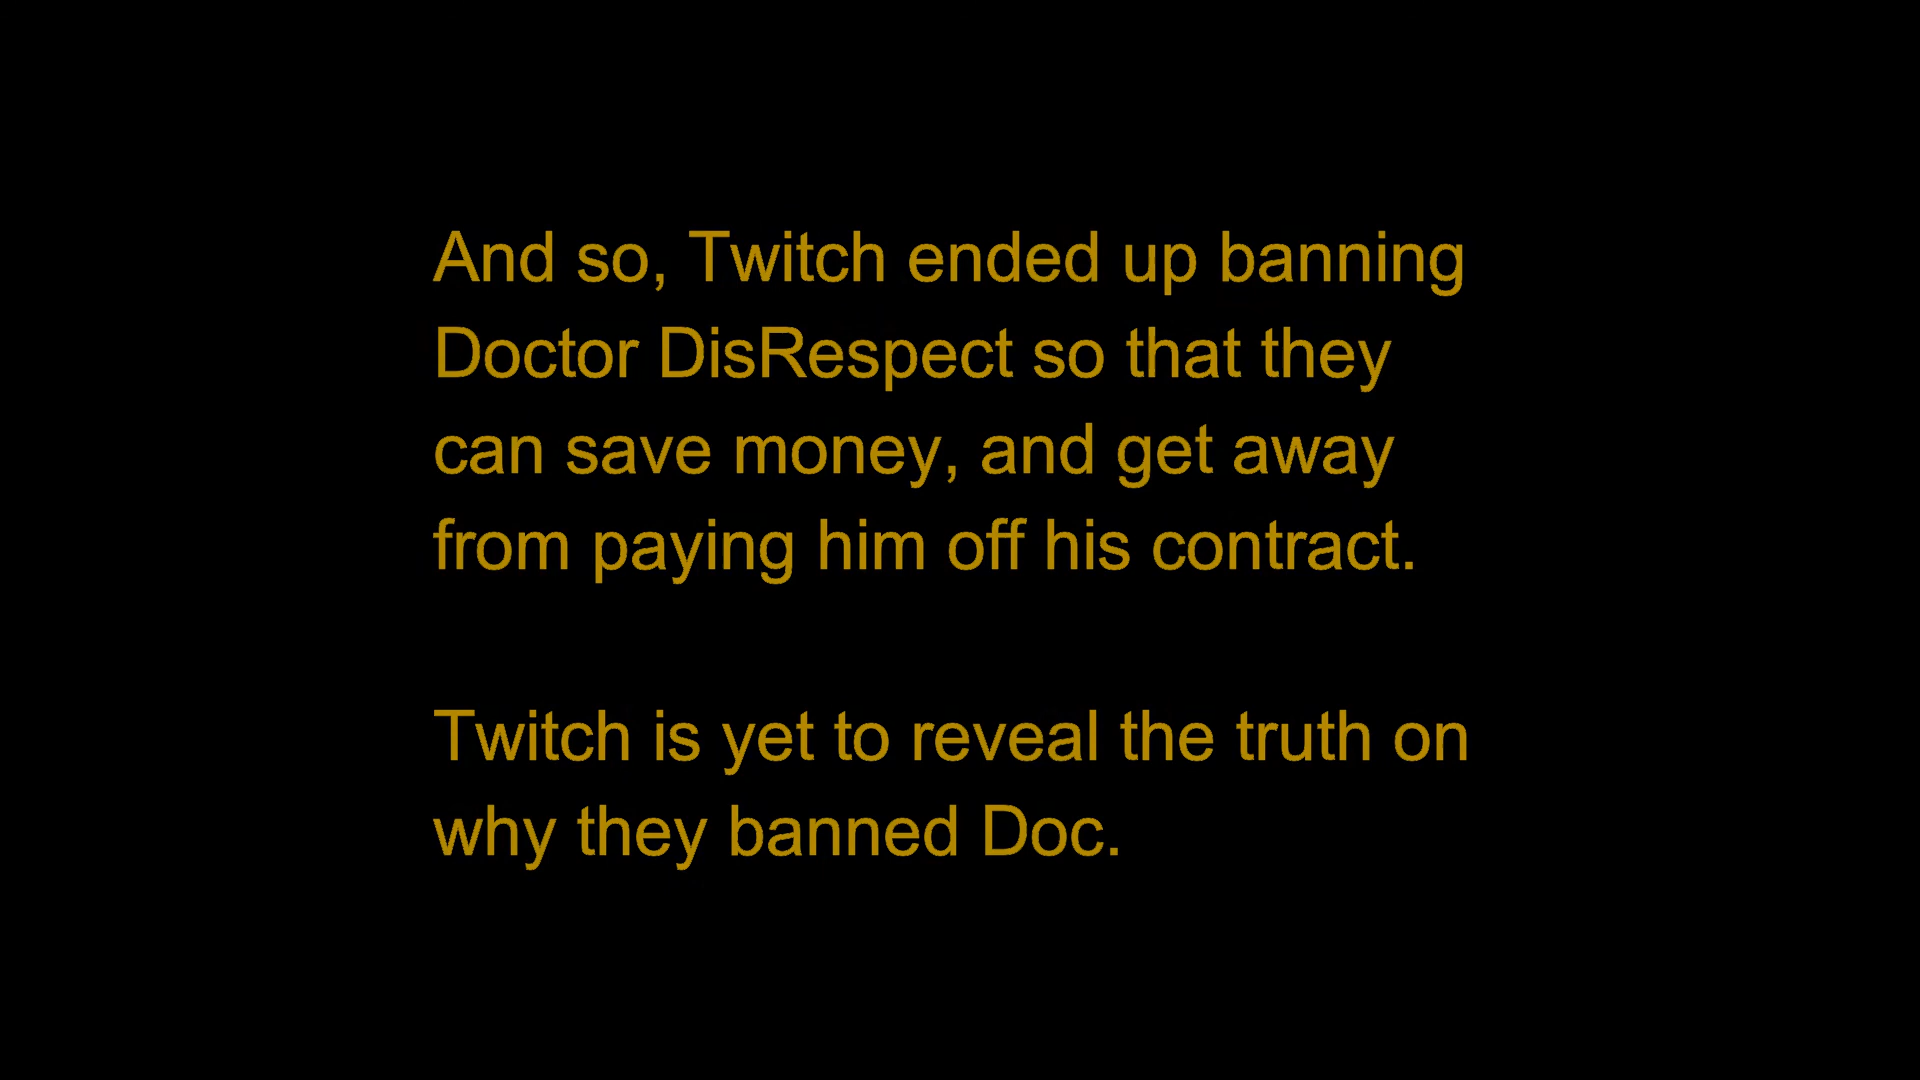 And so, Twitch ended up banning
Doctor DisRespect so that they
can save money, and get away
from paying him off his contract.
Twitch is yet to reveal the truth on
why they banned Doc.